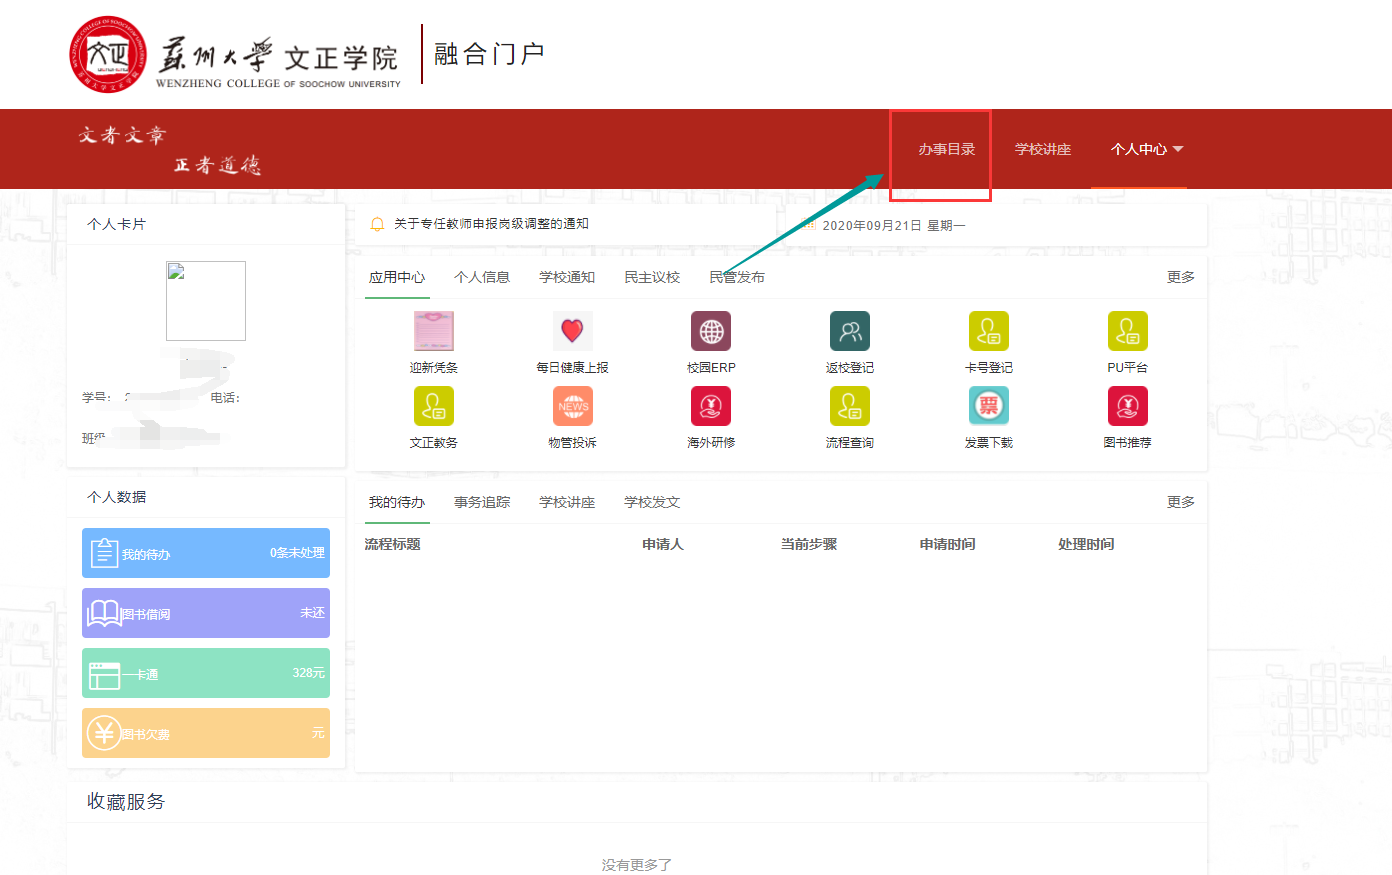 苏州大学 文正学院
WENZHENG COLLEGE OF SOOCHOW UNIVERSITY
融合门户
文者文章
正者道德
办事目录 学校讲座 个人中心
个人卡片
关于专任教师申报岗级调整的通知
2020年09月21日 星期一
应用中心 个人信息 学校通知 民主议校 民管发布 更多
迎新凭条 每日健康上报 校园ERP 返校登记 卡号登记 PU平台
NEWS
票
文正教务 物管投诉 海外研修 流程查询 发票下载 图书推荐
学号: 电话:
班级
个人数据
我的待办 0条未处理
图书借阅 未还
一卡通 328元
图书欠费 元
我的待办 事务追踪 学校讲座 学校发文 更多
流程标题 申请人 当前步骤 申请时间 处理时间
收藏服务
没有更多了